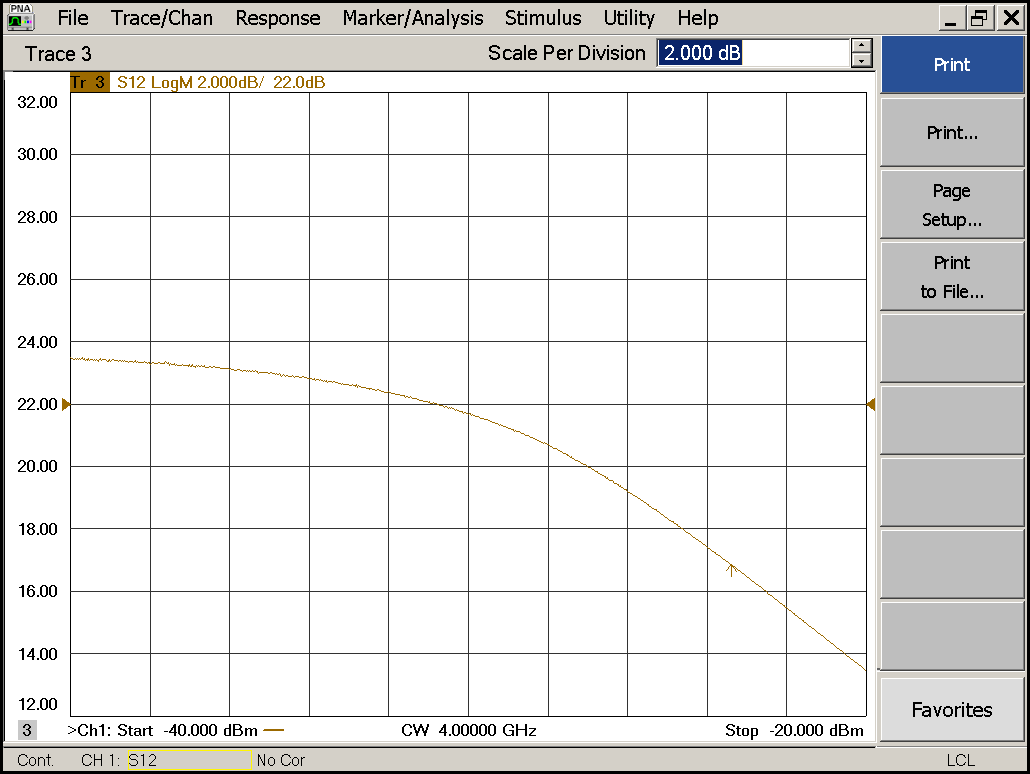 PNA
File Trace/Chan Response Marker/Analysis Stimulus Utility Help
Trace 3 Scale Per Division 2.000 dB
Tr 3 S12 LogM 2.000dB/ 22.0dB
32.00
30.00
28.00
26.00
24.00
22.00
20.00
18.00
16.00
14.00
12.00
3 >Ch1: Start -40.000 dBm CW 4.00000 GHz Stop -20.000 dBm
Cont. CH 1: S12 No Cor LCL
Print
Print...
Page
Setup...
Print
to File...
Favorites